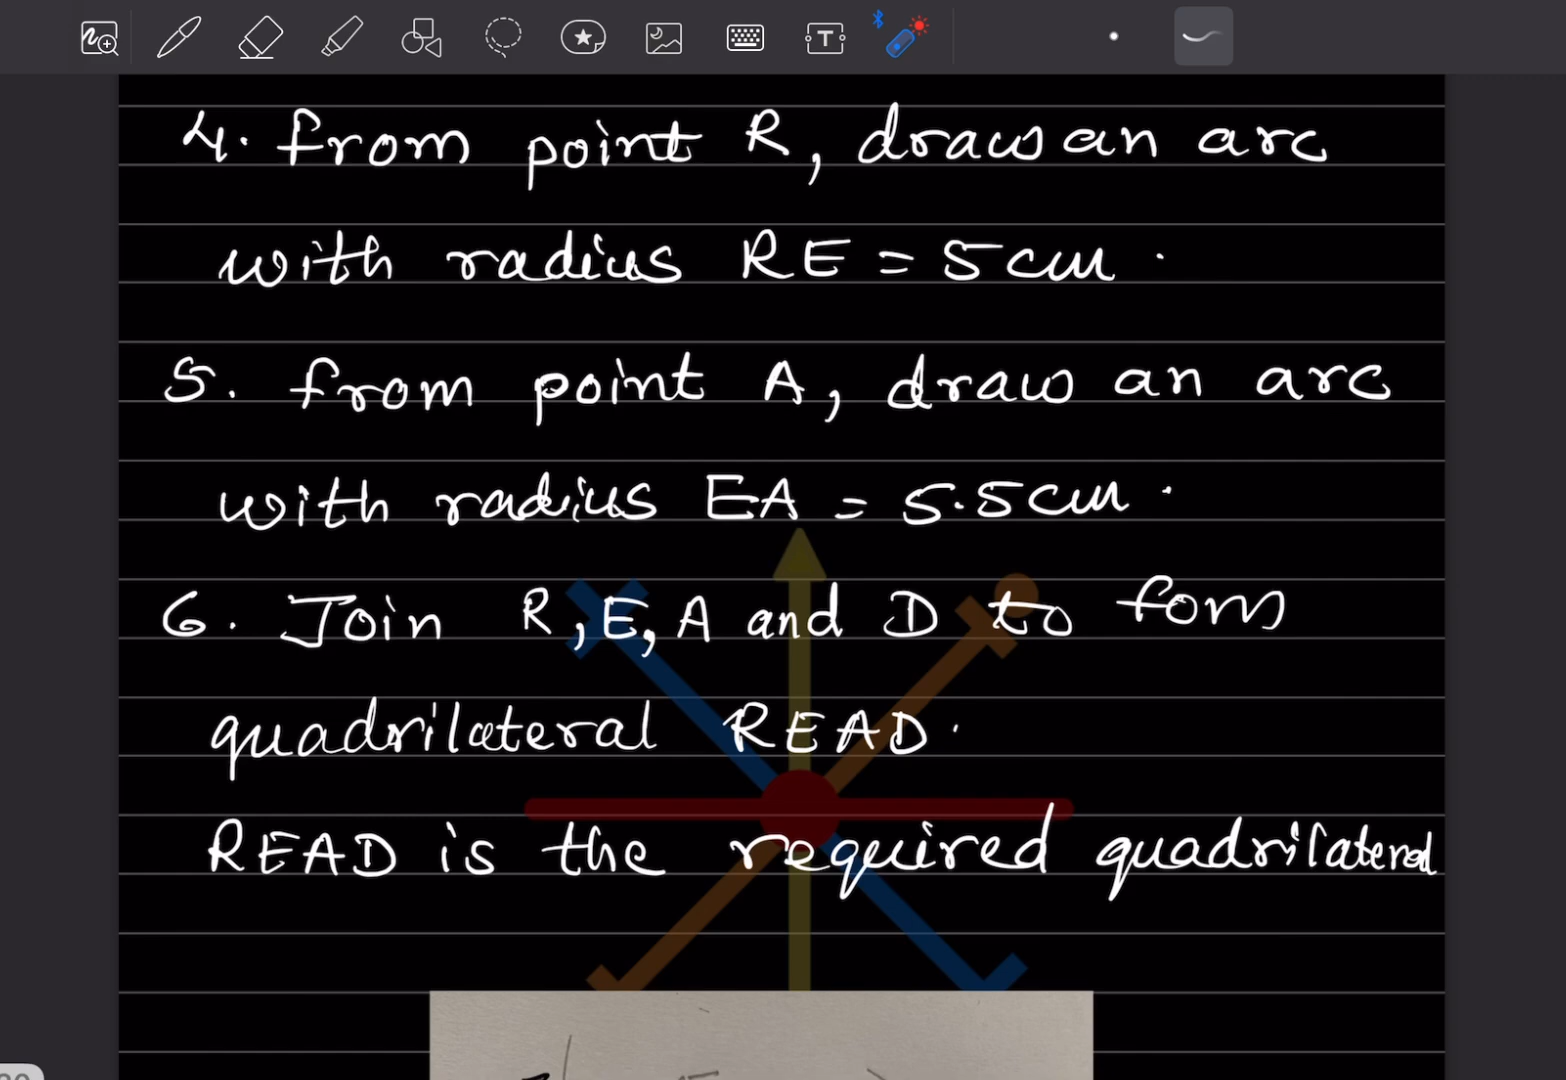 4. from point R, draw an arc
with radius RE = 5cm.
5. from point A, draw an arc
with radius EA = 5.5cm.
6. Join R, E, A and D to form
quadrilateral READ.
READ is the required quadrilateral